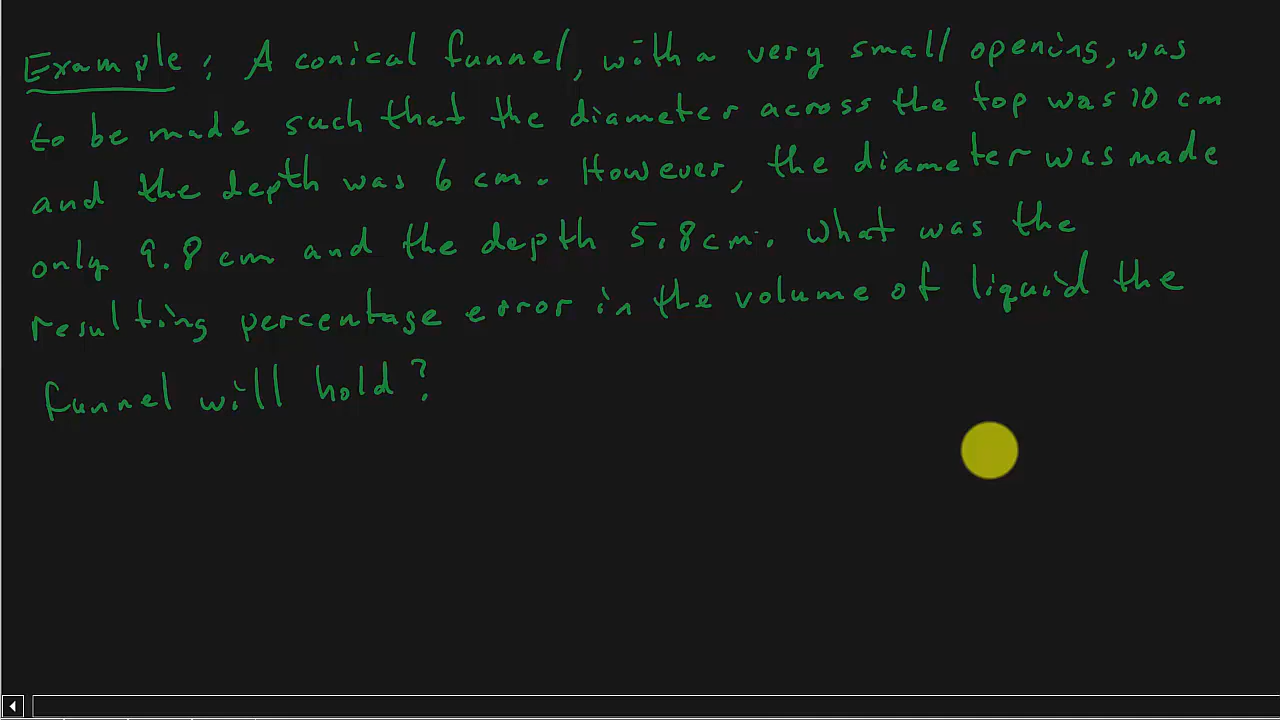 Example: A conical funnel, with a very small opening, was
to be made such that the diameter across the top was 10 cm
and the depth was 6 cm. However, the diameter was made
only 9.8 cm and the depth 5.8 cm. What was the
resulting percentage error in the volume of liquid the
funnel will hold?